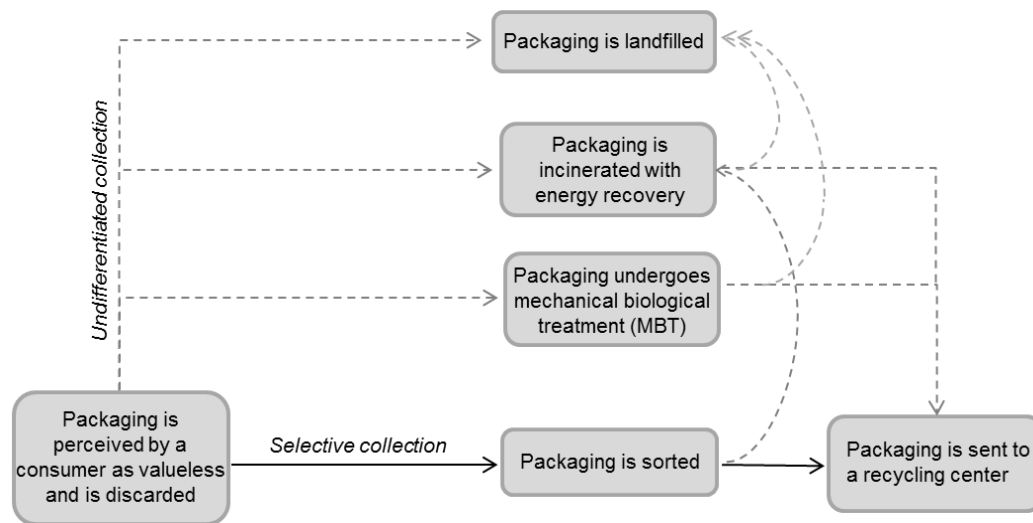 Packaging is landfilled
Packaging is
incinerated with
energy recovery
Undifferentiated collection
Packaging undergoes
mechanical biological
treatment (MBT)
Packaging is
perceived by a
consumer as valueless
and is discarded
Selective collection
Packaging is sorted
Packaging is sent to
a recycling center